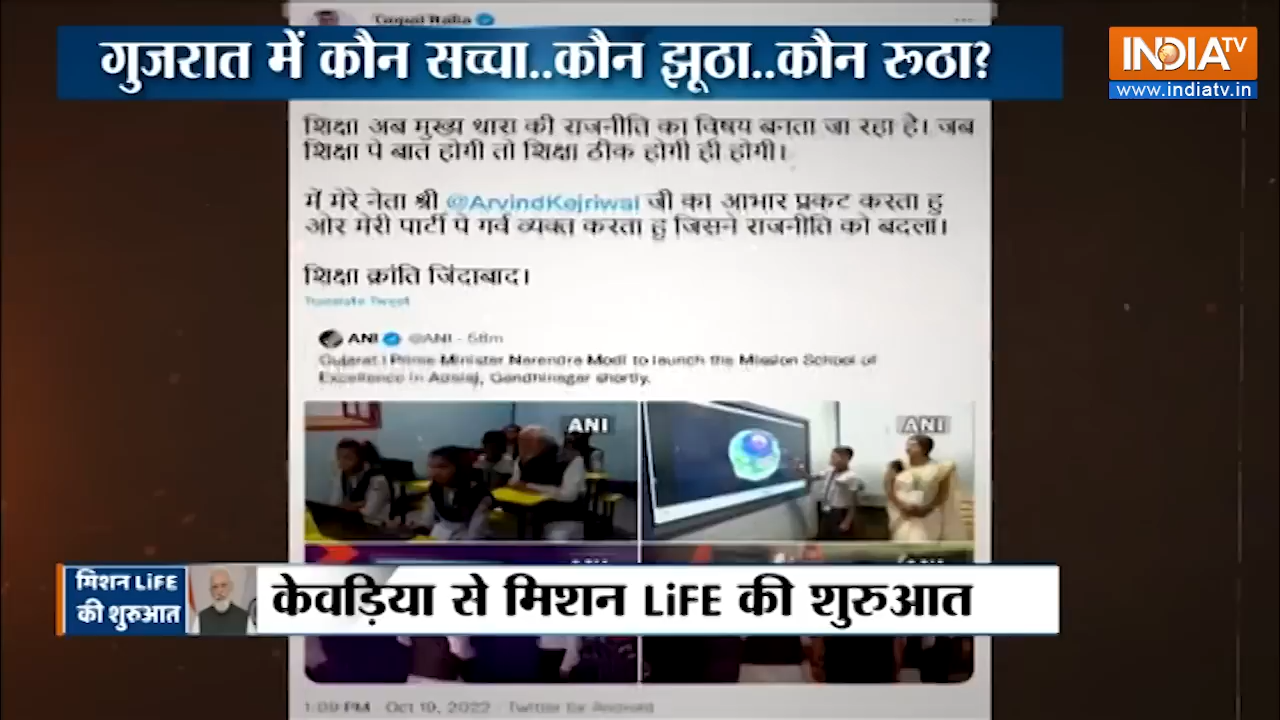 गुजरात में कौन सच्चा..कौन झूठा..कौन रूठा?
INDIA TV
www.indiatv.in
शिक्षा अब मुख्य धारा की राजनीति का विषय बनता जा रहा है। जब
शिक्षा पे बात होगी तो शिक्षा ठीक होगी ही होगी।
में मेरे नेता श्री @ArvindKejriwal जी का आभार प्रकट करता हु
ओर मेरी पार्टी पे गर्व व्यक्त करता हु जिसने राजनीति को बदला।
शिक्षा क्रांति जिंदाबाद।
Translate Tweet
ANI @ANI - 58m
Gujarat | Prime Minister Narendra Modi to launch the Mission School of
Excellence in Adalaj, Gandhinagar shortly.
ANI
ANI
मिशन LiFE
की शुरुआत
केवड़िया से मिशन LiFE की शुरुआत
1:09 PM Oct 19, 2022 Twitter for Android